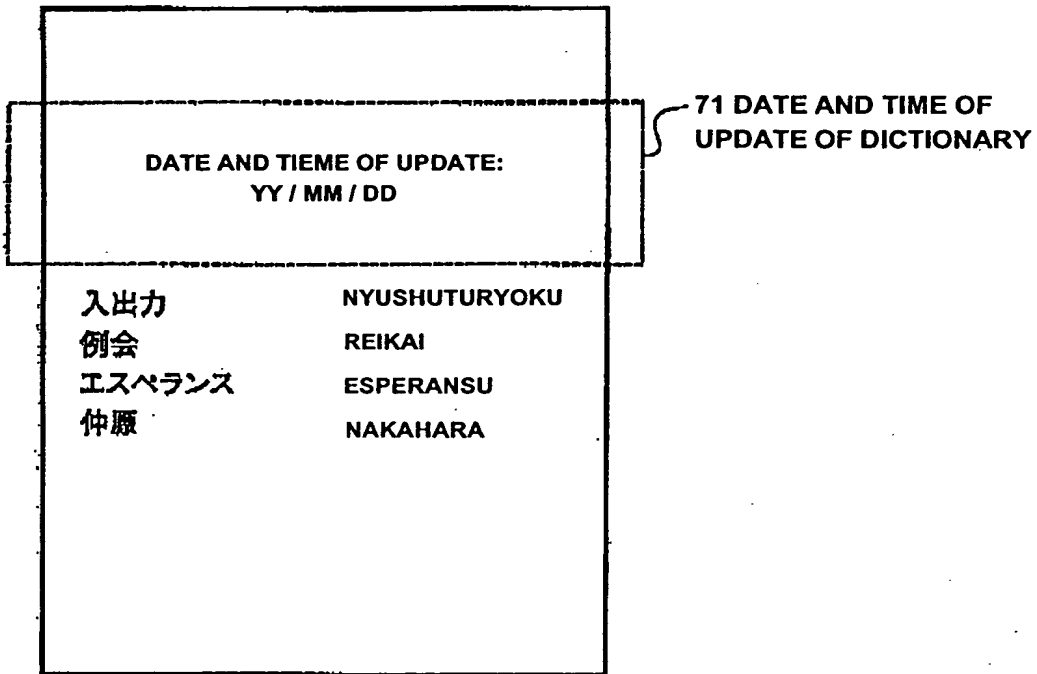 71 DATE AND TIME OF
UPDATE OF DICTIONARY
DATE AND TIEME OF UPDATE:
YY / MM / DD
入出力 NYUSHUTURYOKU
例会 REIKAI
エスペランス ESPERANSU
仲原 NAKAHARA